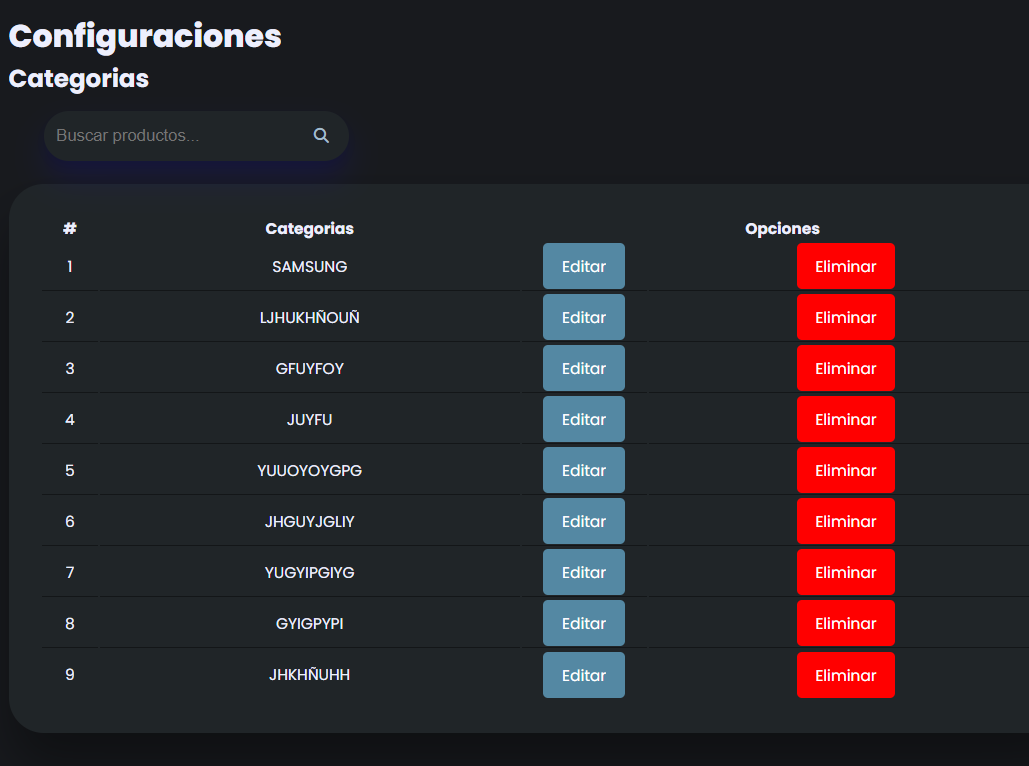 Configuraciones
Categorias
Buscar productos...
# Categorias Opciones
1 SAMSUNG Editar Eliminar
2 LJHUKHÑOUÑ Editar Eliminar
3 GFUYFOY Editar Eliminar
4 JUYFU Editar Eliminar
5 YUUOYOYGPG Editar Eliminar
6 JHGUYJGLIY Editar Eliminar
7 YUGYIPGIYG Editar Eliminar
8 GYIGPYPI Editar Eliminar
9 JHKHÑUHH Editar Eliminar